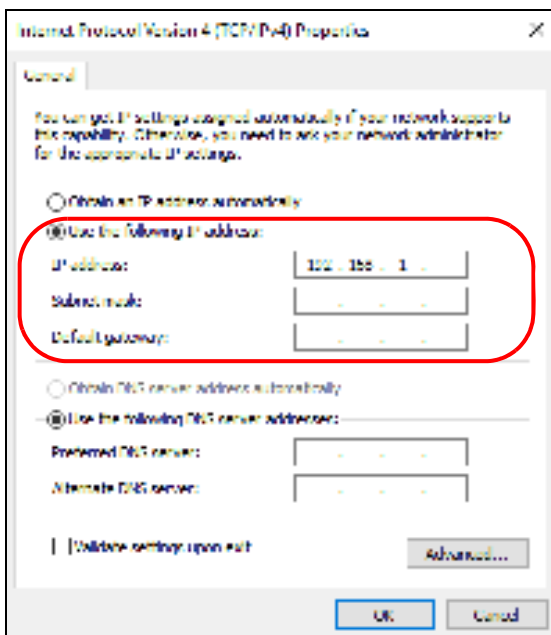 Internet Protocol Version 4 (TCP/IPv4) Properties
General
You can get IP settings assigned automatically if your network supports
this capability. Otherwise, you need to ask your network administrator
for the appropriate IP settings.
Obtain an IP address automatically
Use the following IP address:
IP address: 192 . 168 . 1 .
Subnet mask: . . .
Default gateway: . . .
Obtain DNS server address automatically
Use the following DNS server addresses:
Preferred DNS server: . . .
Alternate DNS server: . . .
Validate settings upon exit
Advanced...
OK
Cancel